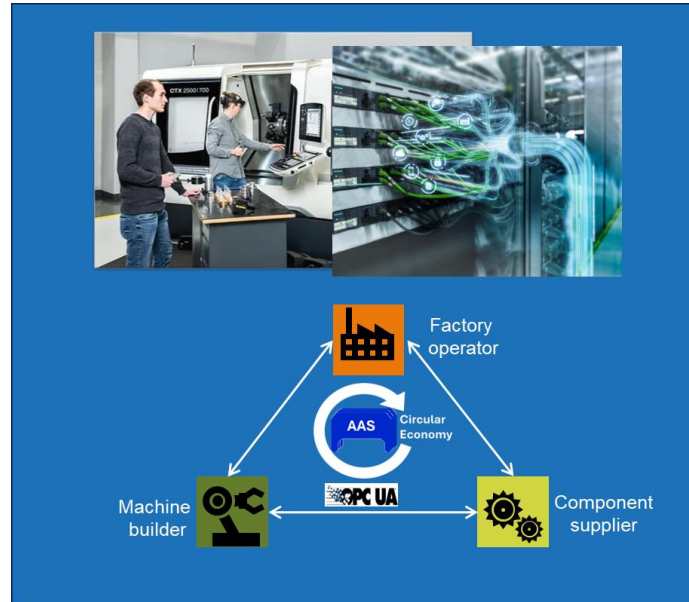 CTX 2500|700
Factory
operator
AAS
Circular
Economy
OPC UA
Machine
builder
Component
supplier